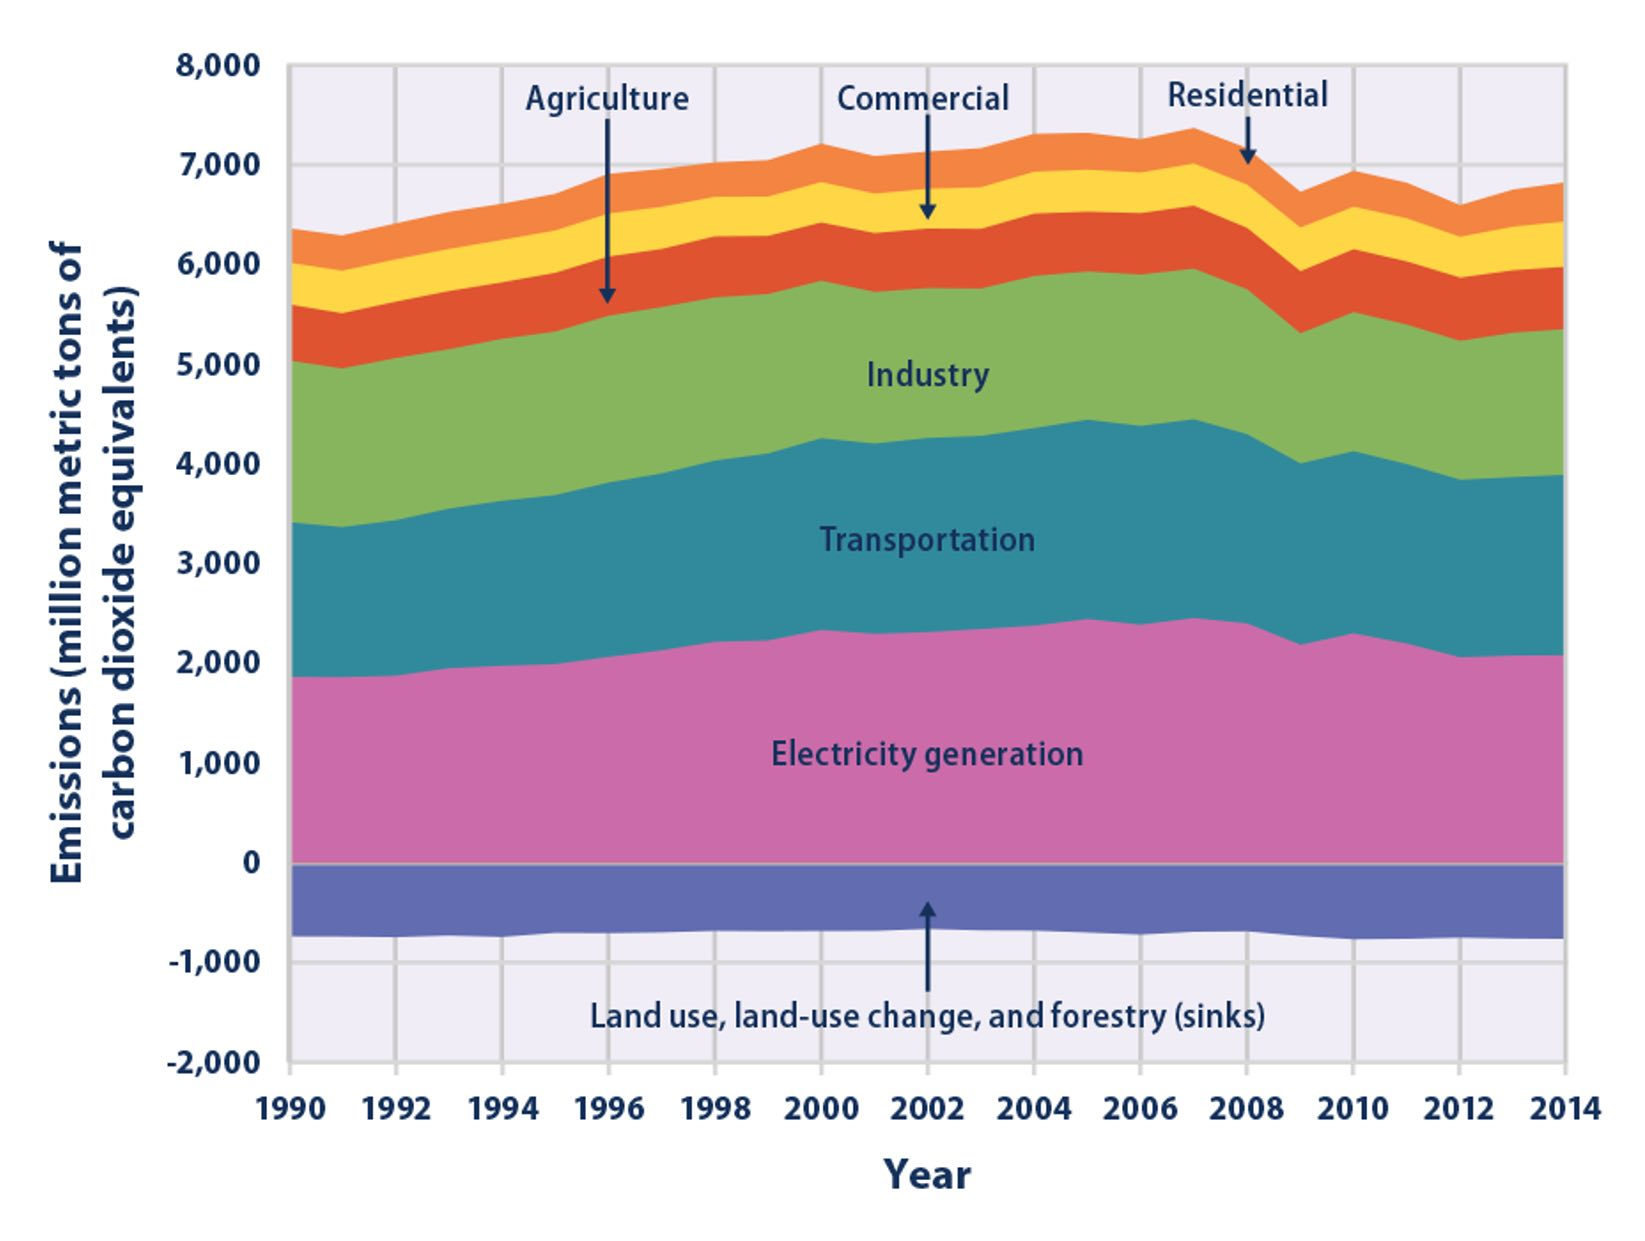 8,000
7,000
6,000
5,000
4,000
3,000
2,000
1,000
0
-1,000
-2,000
Emissions (million metric tons of
carbon dioxide equivalents)
Agriculture
Commercial
Residential
Industry
Transportation
Electricity generation
Land use, land-use change, and forestry (sinks)
1990 1992 1994 1996 1998 2000 2002 2004 2006 2008 2010 2012 2014
Year